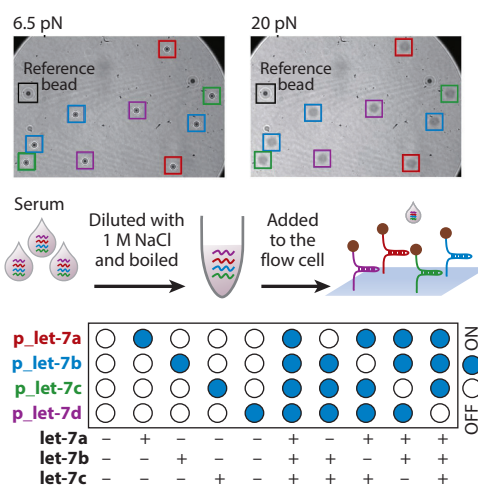 6.5 pN
20 pN
Reference
bead
Reference
bead
Serum
Diluted with
1 M NaCl
and boiled
Added
to the
flow cell
p_let-7a
p_let-7b
p_let-7c
p_let-7d
ON
OFF
let-7a – + – – – + – + + +
let-7b – – + – – + + – + +
let-7c – – – + – + + + – +